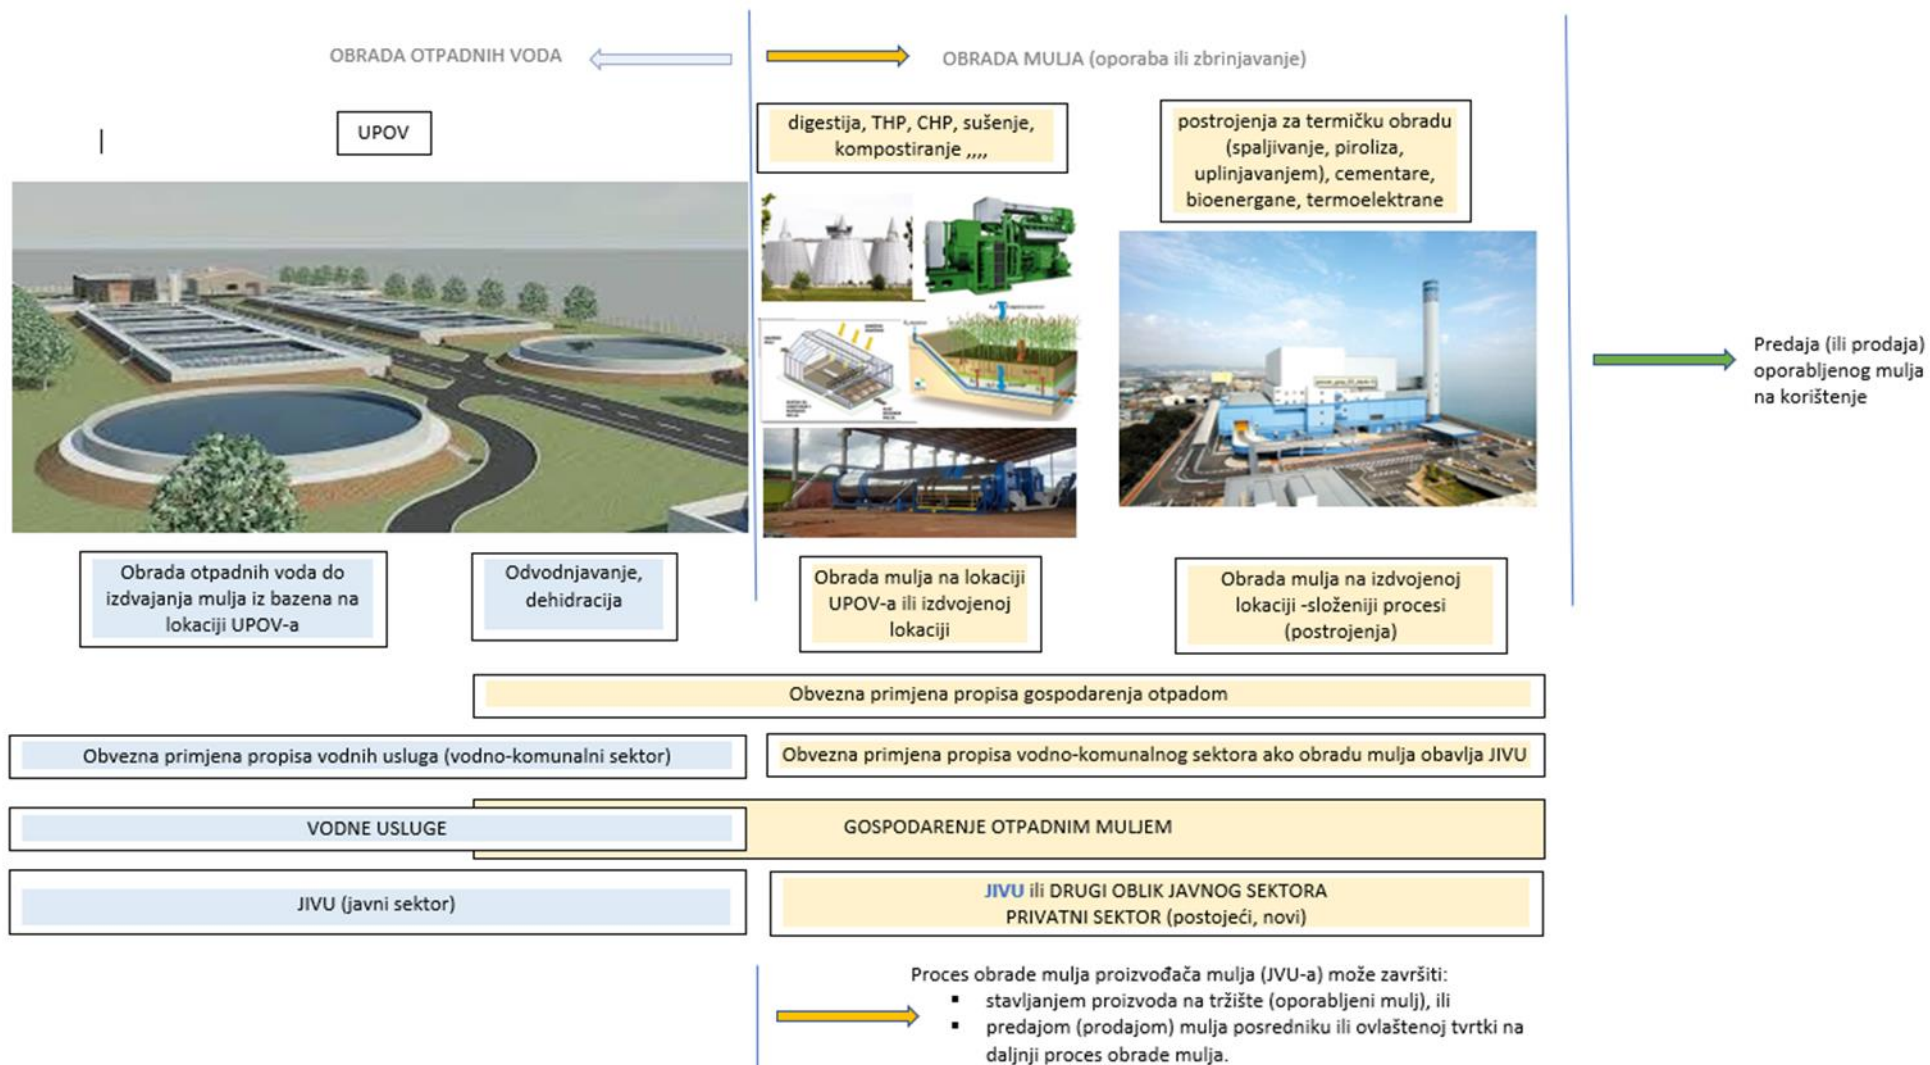 OBRADA OTPADNIH VODA
OBRADA MULJA (oporaba ili zbrinjavanje)
UPOV
digestija, THP, CHP, sušenje,
kompostiranje ,,,,
postrojenja za termičku obradu
(spaljivanje, piroliza,
uplinjavanjem), cementare,
bioenergane, termoelektrane
Predaja (ili prodaja)
oporabljenog mulja
na korištenje
Obrada otpadnih voda do
izdvajanja mulja iz bazena na
lokaciji UPOV-a
Odvodnjavanje,
dehidracija
Obrada mulja na lokaciji
UPOV-a ili izdvojenoj
lokaciji
Obrada mulja na izdvojenoj
lokaciji -složeniji procesi
(postrojenja)
Obvezna primjena propisa gospodarenja otpadom
Obvezna primjena propisa vodnih usluga (vodno-komunalni sektor)
Obvezna primjena propisa vodno-komunalnog sektora ako obradu mulja obavlja JIVU
VODNE USLUGE
GOSPODARENJE OTPADNIM MULJEM
JIVU (javni sektor)
JIVU ili DRUGI OBLIK JAVNOG SEKTORA
PRIVATNI SEKTOR (postojeći, novi)
Proces obrade mulja proizvođača mulja (JVU-a) može završiti:
▪ stavljanjem proizvoda na tržište (oporabljeni mulj), ili
▪ predajom (prodajom) mulja posredniku ili ovlaštenoj tvrtki na
daljnji proces obrade mulja.